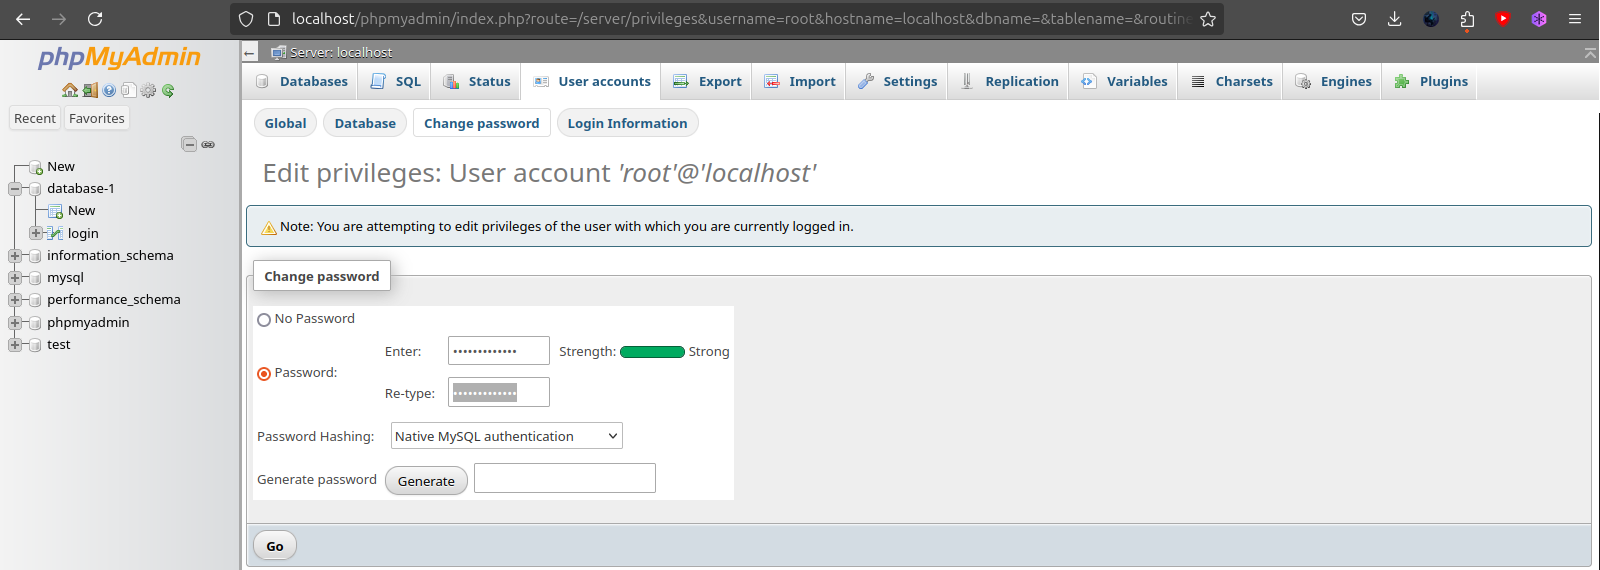 localhost/phpmyadmin/index.php?route=/server/privileges&username=root&hostname=localhost&dbname=&tablename=&routine
phpMyAdmin
Recent Favorites
New
database-1
New
login
information_schema
mysql
performance_schema
phpmyadmin
test
Server: localhost
Databases SQL Status User accounts Export Import Settings Replication Variables Charsets Engines Plugins
Global Database Change password Login Information
Edit privileges: User account 'root'@'localhost'
Note: You are attempting to edit privileges of the user with which you are currently logged in.
Change password
No Password
Password:
Enter: ••••••••••••• Strength: Strong
Re-type: •••••••••••••
Password Hashing: Native MySQL authentication
Generate password Generate
Go